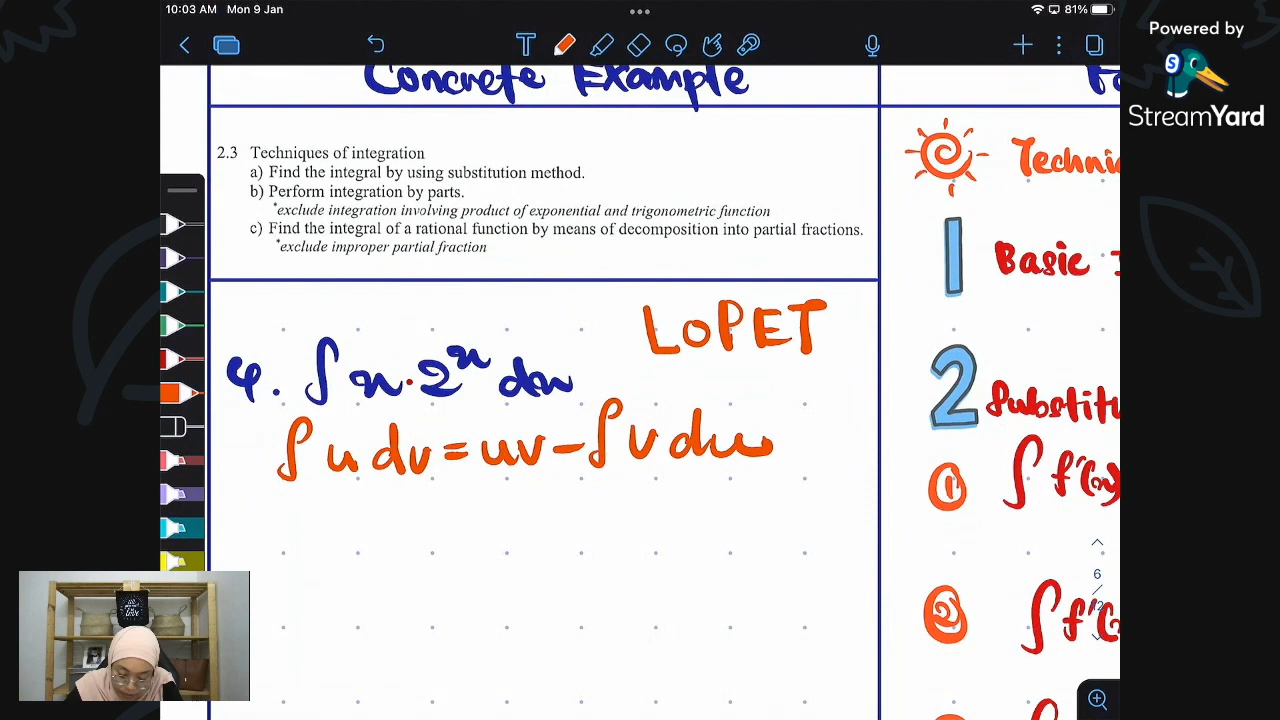 10:03 AM Mon 9 Jan
81%
Powered by
StreamYard
Concrete Example
2.3 Techniques of integration
a) Find the integral by using substitution method.
b) Perform integration by parts.
*exclude integration involving product of exponential and trigonometric function
c) Find the integral of a rational function by means of decomposition into partial fractions.
*exclude improper partial fraction
LOPET
4. ∫ x · 2^x dx
∫ u dv = uv - ∫ v du
Techni
1
Basic
2
Substitu
① ∫ f'(x)
② ∫ f'(x
6
/
12